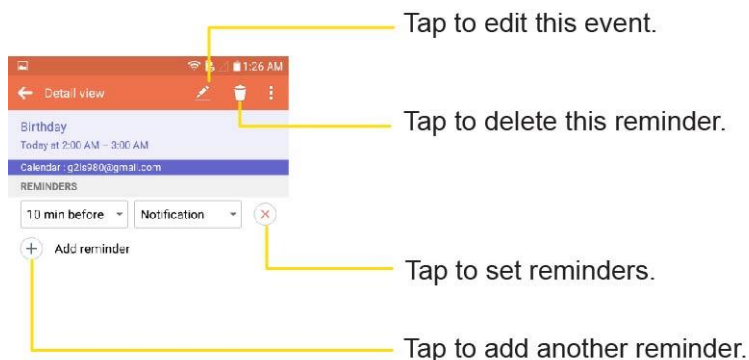 Tap to edit this event.
1:26 AM
Detail view
Tap to delete this reminder.
Birthday
Today at 2:00 AM – 3:00 AM
Calendar : g2ls980@gmail.com
REMINDERS
10 min before
Notification
Add reminder
Tap to set reminders.
Tap to add another reminder.